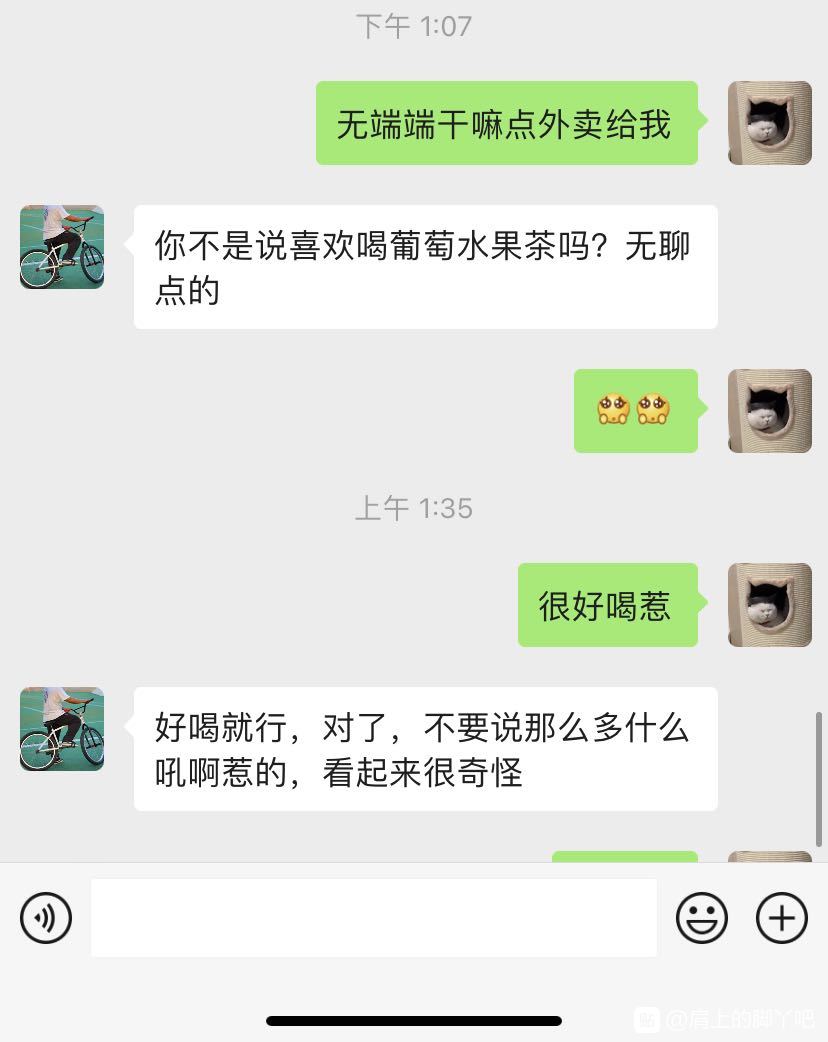 下午 1:07
无端端干嘛点外卖给我
你不是说喜欢喝葡萄水果茶吗？无聊
点的
上午 1:35
很好喝惹
好喝就行，对了，不要说那么多什么
吼啊惹的，看起来很奇怪
贴 @肩上的脚丫吧